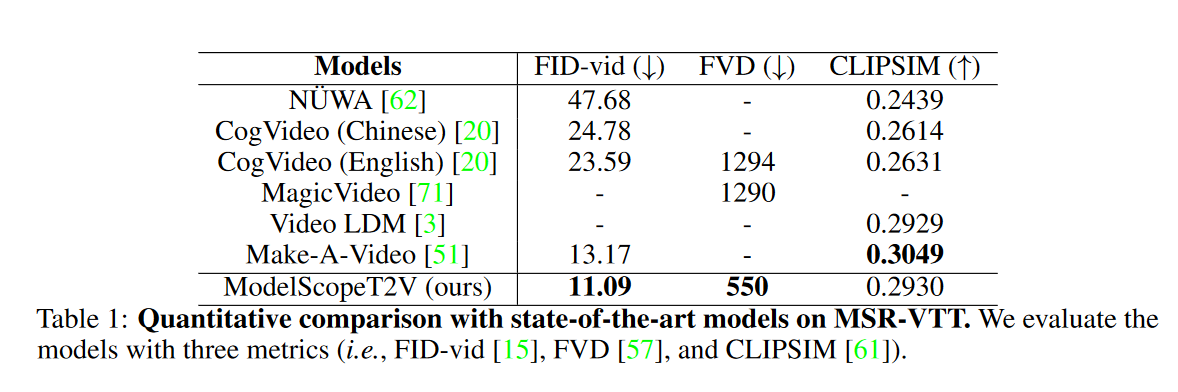 Models FID-vid (↓) FVD (↓) CLIPSIM (↑)
NÜWA [62] 47.68 - 0.2439
CogVideo (Chinese) [20] 24.78 - 0.2614
CogVideo (English) [20] 23.59 1294 0.2631
MagicVideo [71] - 1290 -
Video LDM [3] - - 0.2929
Make-A-Video [51] 13.17 - 0.3049
ModelScopeT2V (ours) 11.09 550 0.2930
Table 1: Quantitative comparison with state-of-the-art models on MSR-VTT. We evaluate the
models with three metrics (i.e., FID-vid [15], FVD [57], and CLIPSIM [61]).